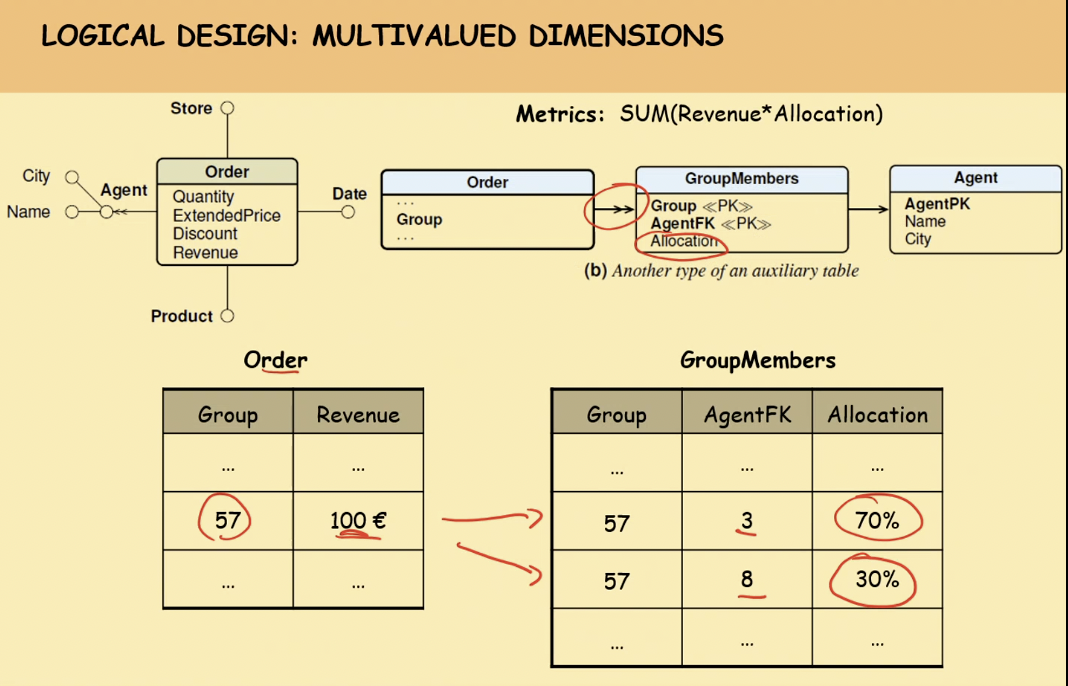 LOGICAL DESIGN: MULTIVALUED DIMENSIONS
Metrics: SUM(Revenue*Allocation)
Store
City
Name
Agent
Order
Quantity
ExtendedPrice
Discount
Revenue
Date
Product
Order
...
Group
...
GroupMembers
Group ≪PK≫
AgentFK ≪PK≫
Allocation
Agent
AgentPK
Name
City
(b) Another type of an auxiliary table
Order
Group Revenue
... ...
57 100 €
... ...
GroupMembers
Group AgentFK Allocation
... ... ...
57 3 70%
57 8 30%
... ... ...